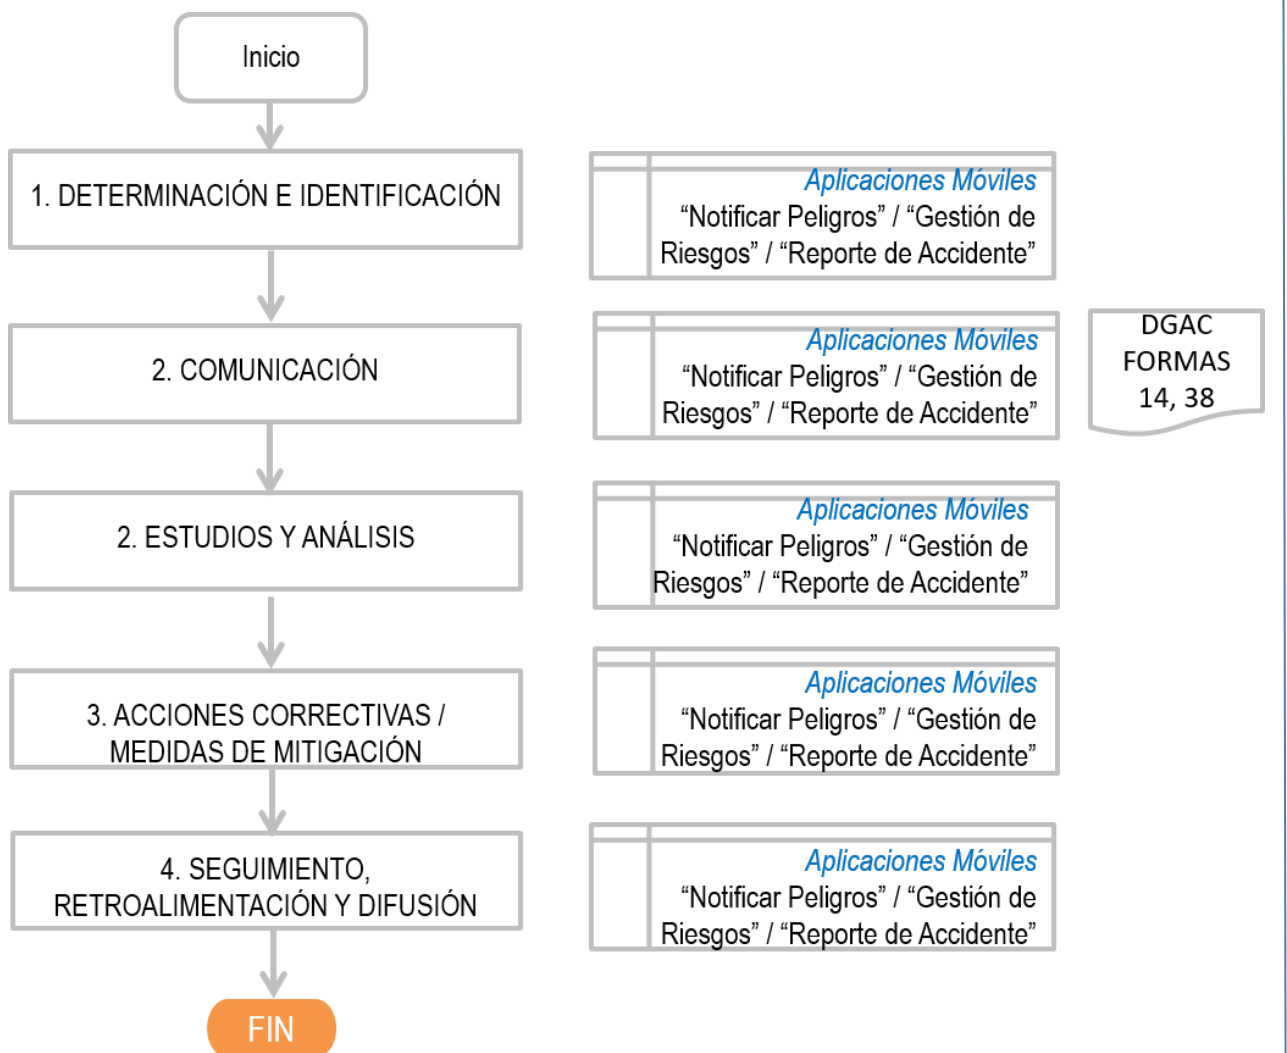 Inicio
1. DETERMINACIÓN E IDENTIFICACIÓN
Aplicaciones Móviles
“Notificar Peligros” / “Gestión de
Riesgos” / “Reporte de Accidente”
2. COMUNICACIÓN
Aplicaciones Móviles
“Notificar Peligros” / “Gestión de
Riesgos” / “Reporte de Accidente”
DGAC
FORMAS
14, 38
2. ESTUDIOS Y ANÁLISIS
Aplicaciones Móviles
“Notificar Peligros” / “Gestión de
Riesgos” / “Reporte de Accidente”
3. ACCIONES CORRECTIVAS /
MEDIDAS DE MITIGACIÓN
Aplicaciones Móviles
“Notificar Peligros” / “Gestión de
Riesgos” / “Reporte de Accidente”
4. SEGUIMIENTO,
RETROALIMENTACIÓN Y DIFUSIÓN
Aplicaciones Móviles
“Notificar Peligros” / “Gestión de
Riesgos” / “Reporte de Accidente”
FIN